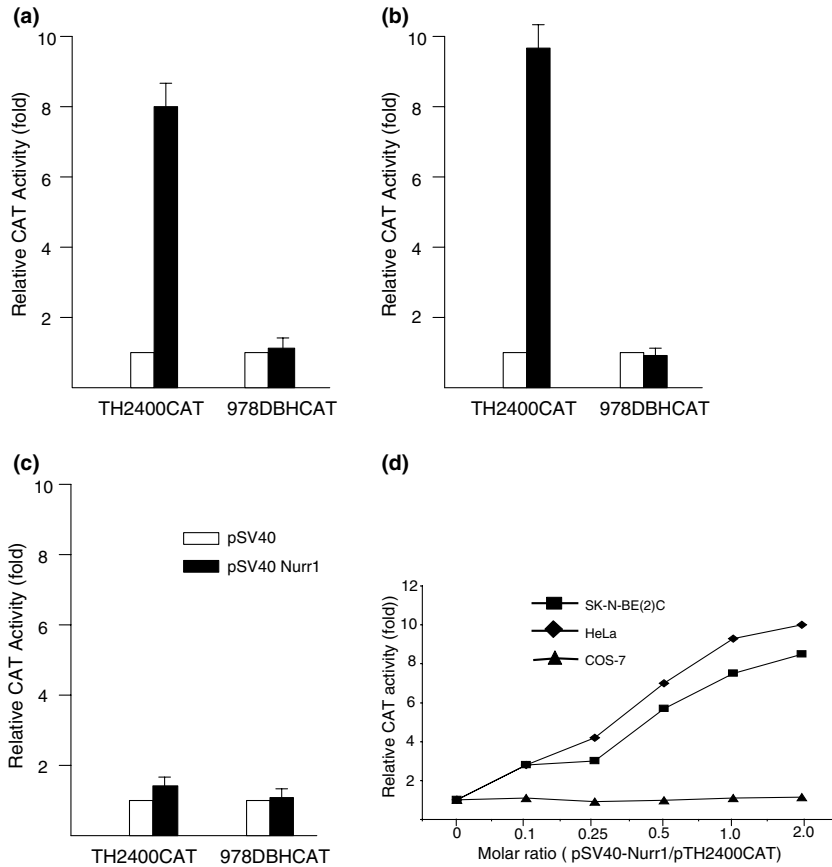 (a)
Relative CAT Activity (fold)
10
8
6
4
2
TH2400CAT
978DBHCAT
(b)
Relative CAT Activity (fold)
10
8
6
4
2
TH2400CAT
978DBHCAT
(c)
Relative CAT Activity (fold)
10
8
6
4
2
pSV40
pSV40 Nurr1
TH2400CAT
978DBHCAT
(d)
Relative CAT activity (fold))
12
10
8
6
4
2
SK-N-BE(2)C
HeLa
COS-7
0 0.1 0.25 0.5 1.0 2.0
Molar ratio ( pSV40-Nurr1/pTH2400CAT)